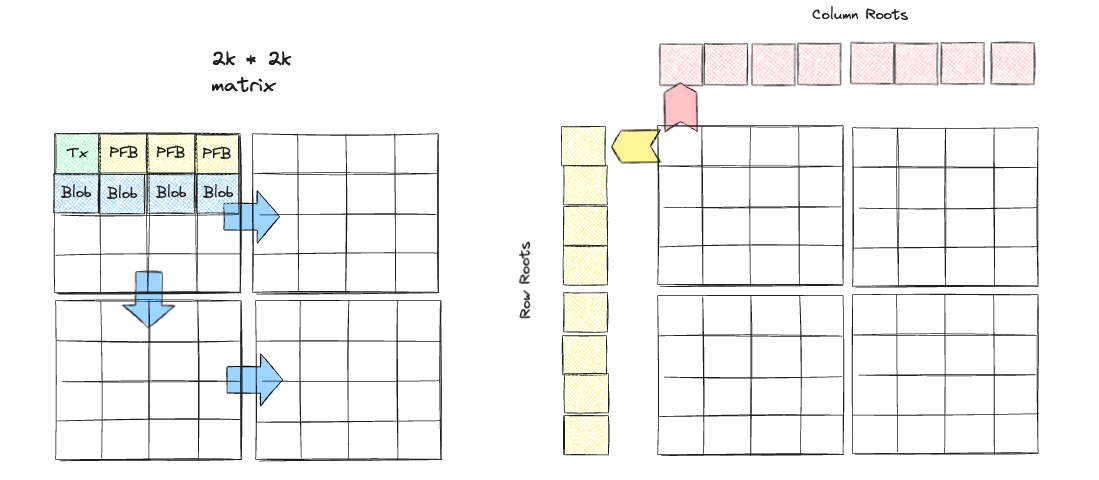 Column Roots
2k * 2k
matrix
Tx PFB PFB PFB
Blob Blob Blob Blob
Row Roots